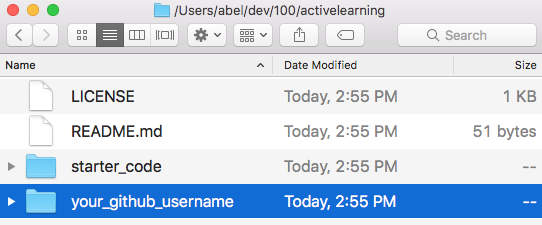 /Users/abel/dev/100/activelearning
Search
Name Date Modified Size
LICENSE Today, 2:55 PM 1 KB
README.md Today, 2:55 PM 51 bytes
starter_code Today, 2:55 PM --
your_github_username Today, 2:55 PM --